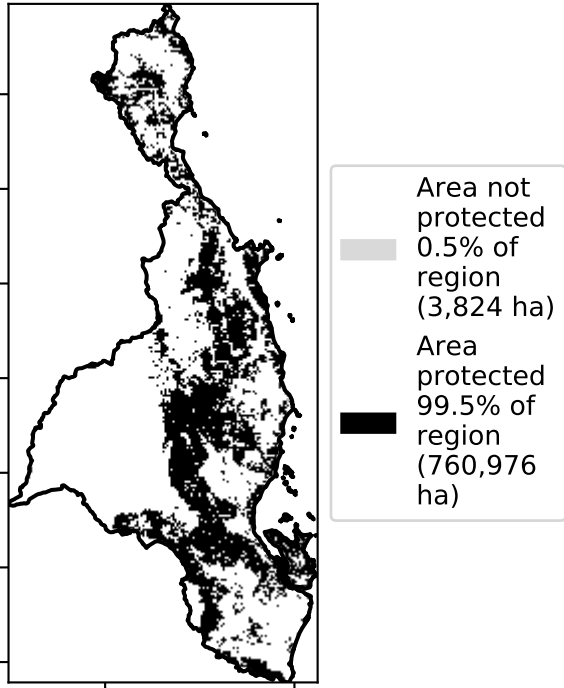 Area not
protected
0.5% of
region
(3,824 ha)
Area
protected
99.5% of
region
(760,976
ha)